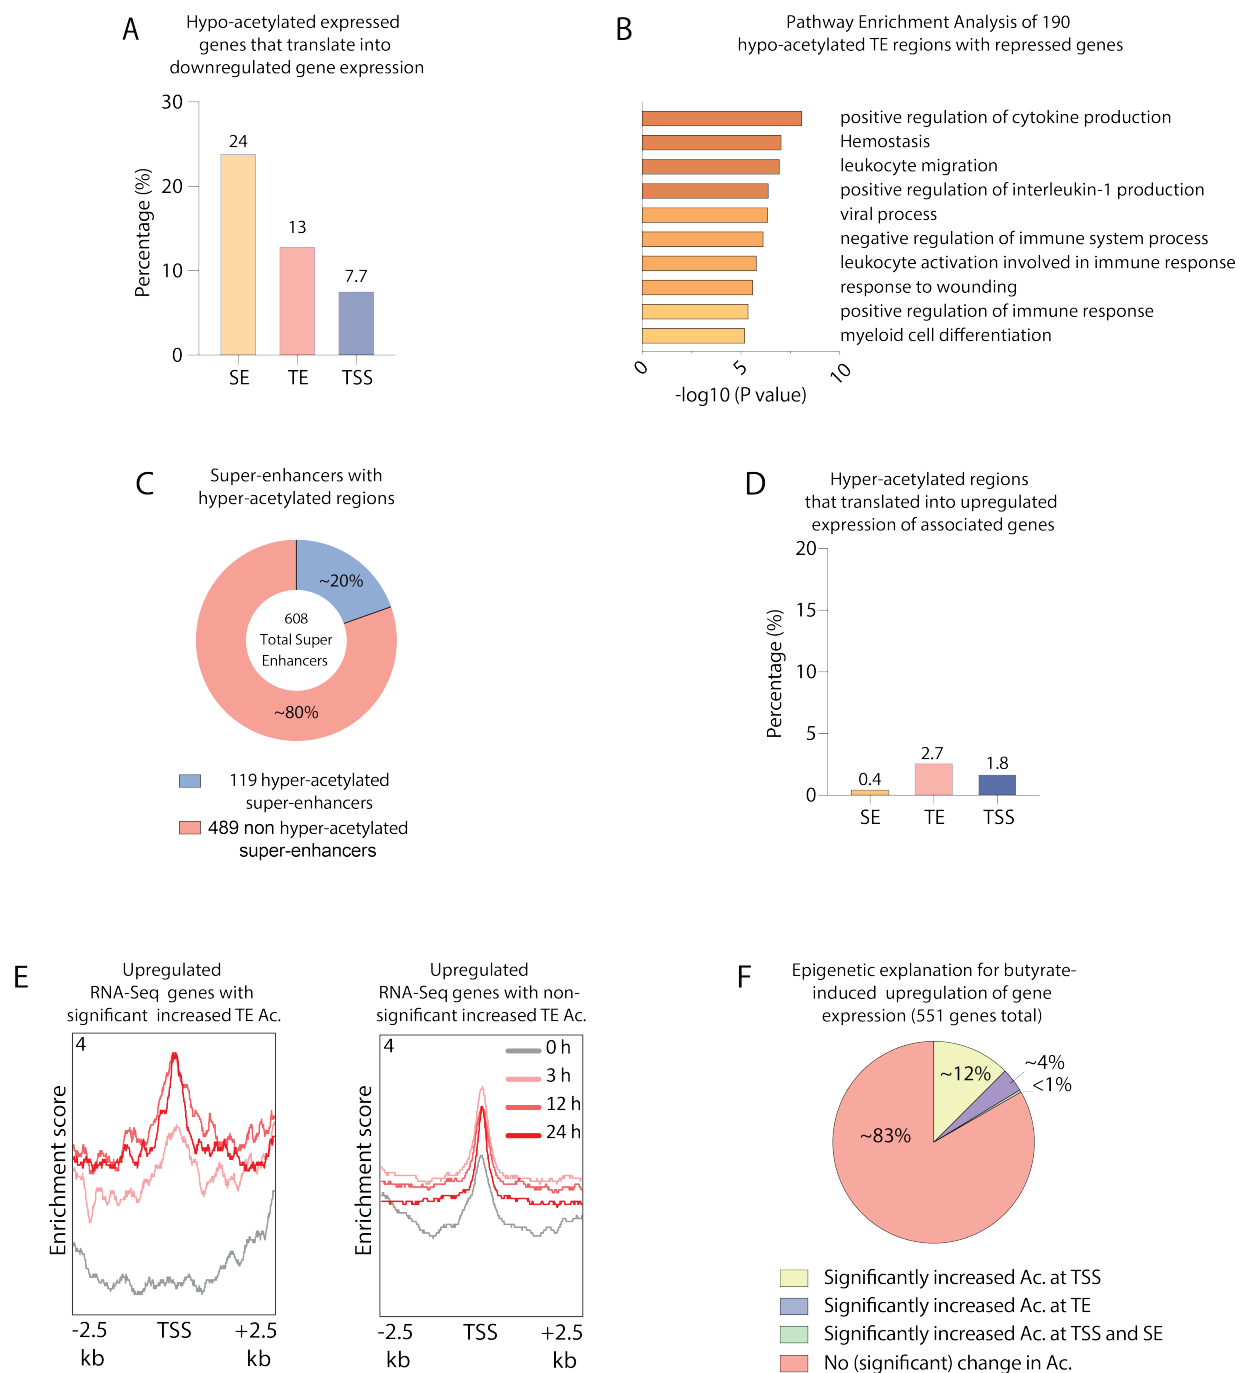 A
Hypo-acetylated expressed
genes that translate into
downregulated gene expression
Percentage (%)
30
20
10
0
24
13
7.7
SE
TE
TSS
B
Pathway Enrichment Analysis of 190
hypo-acetylated TE regions with repressed genes
positive regulation of cytokine production
Hemostasis
leukocyte migration
positive regulation of interleukin-1 production
viral process
negative regulation of immune system process
leukocyte activation involved in immune response
response to wounding
positive regulation of immune response
myeloid cell differentiation
0
5
10
-log10 (P value)
C
Super-enhancers with
hyper-acetylated regions
~20%
608
Total Super
Enhancers
~80%
119 hyper-acetylated
super-enhancers
489 non hyper-acetylated
super-enhancers
D
Hyper-acetylated regions
that translated into upregulated
expression of associated genes
Percentage (%)
20
15
10
5
0
0.4
2.7
1.8
SE
TE
TSS
E
Upregulated
RNA-Seq genes with
significant increased TE Ac.
4
Enrichment score
-2.5
kb
TSS
+2.5
kb
Upregulated
RNA-Seq genes with non-
significant increased TE Ac.
4
0 h
3 h
12 h
24 h
Enrichment score
-2.5
kb
TSS
+2.5
kb
F
Epigenetic explanation for butyrate-
induced upregulation of gene
expression (551 genes total)
~12%
~4%
<1%
~83%
Significantly increased Ac. at TSS
Significantly increased Ac. at TE
Significantly increased Ac. at TSS and SE
No (significant) change in Ac.